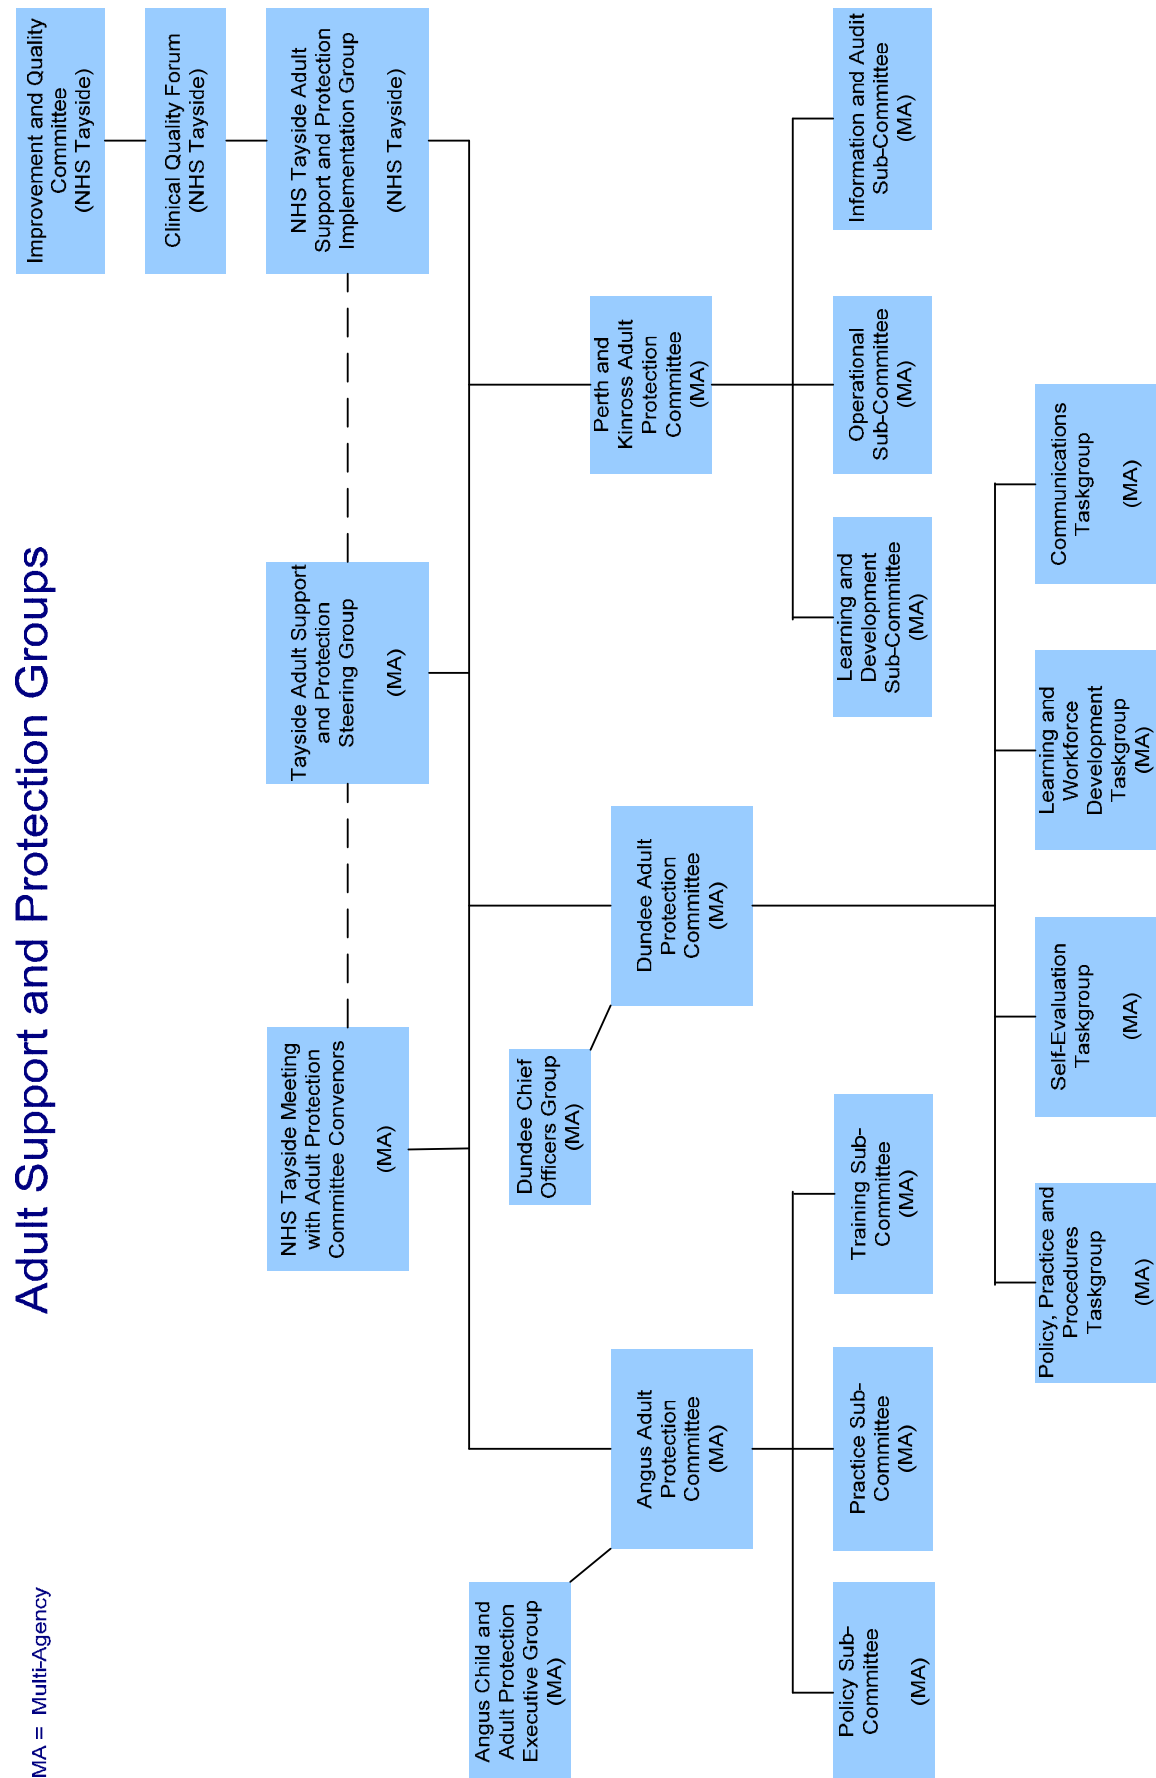 MA = Multi-Agency
Adult Support and Protection Groups
Improvement and Quality
Committee
(NHS Tayside)
Clinical Quality Forum
(NHS Tayside)
NHS Tayside Meeting
with Adult Protection
Committee Convenors
(MA)
Tayside Adult Support
and Protection
Steering Group
(MA)
NHS Tayside Adult
Support and Protection
Implementation Group
(NHS Tayside)
Angus Child and
Adult Protection
Executive Group
(MA)
Dundee Chief
Officers Group
(MA)
Angus Adult
Protection
Committee
(MA)
Dundee Adult
Protection
Committee
(MA)
Perth and
Kinross Adult
Protection
Committee
(MA)
Policy Sub-
Committee
(MA)
Practice Sub-
Committee
(MA)
Training Sub-
Committee
(MA)
Learning and
Development
Sub-Committee
(MA)
Operational
Sub-Committee
(MA)
Information and Audit
Sub-Committee
(MA)
Policy, Practice and
Procedures
Taskgroup
(MA)
Self-Evaluation
Taskgroup
(MA)
Learning and
Workforce
Development
Taskgroup
(MA)
Communications
Taskgroup
(MA)